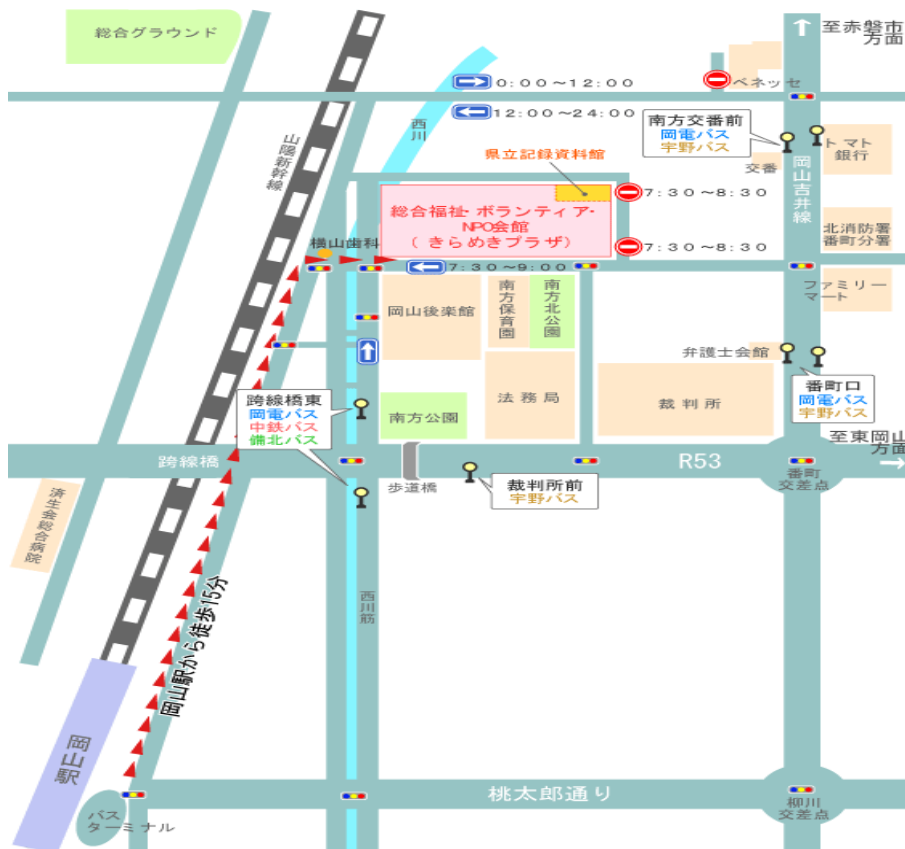 総合グラウンド
至赤磐市
方面
0:00～12:00
ベネッセ
12:00～24:00
西川
南方交番前
岡電バス
宇野バス
トマト
銀行
交番
山陽新幹線
県立記録資料館
岡山吉井線
7:30～8:30
総合福祉・ボランティア・
NPO会館
（きらめきプラザ）
北消防署
番町分署
横山歯科
7:30～8:30
7:30～9:00
ファミリー
マート
岡山後楽館
南方保育園
南方北公園
弁護士会館
番町口
岡電バス
宇野バス
跨線橋東
岡電バス
中鉄バス
備北バス
南方公園
法務局
裁判所
至東岡山
方面
跨線橋
R53
番町
交差点
歩道橋
裁判所前
宇野バス
済生会総合病院
岡山駅から徒歩15分
西川筋
岡山駅
桃太郎通り
柳川
交差点
バス
ターミナル